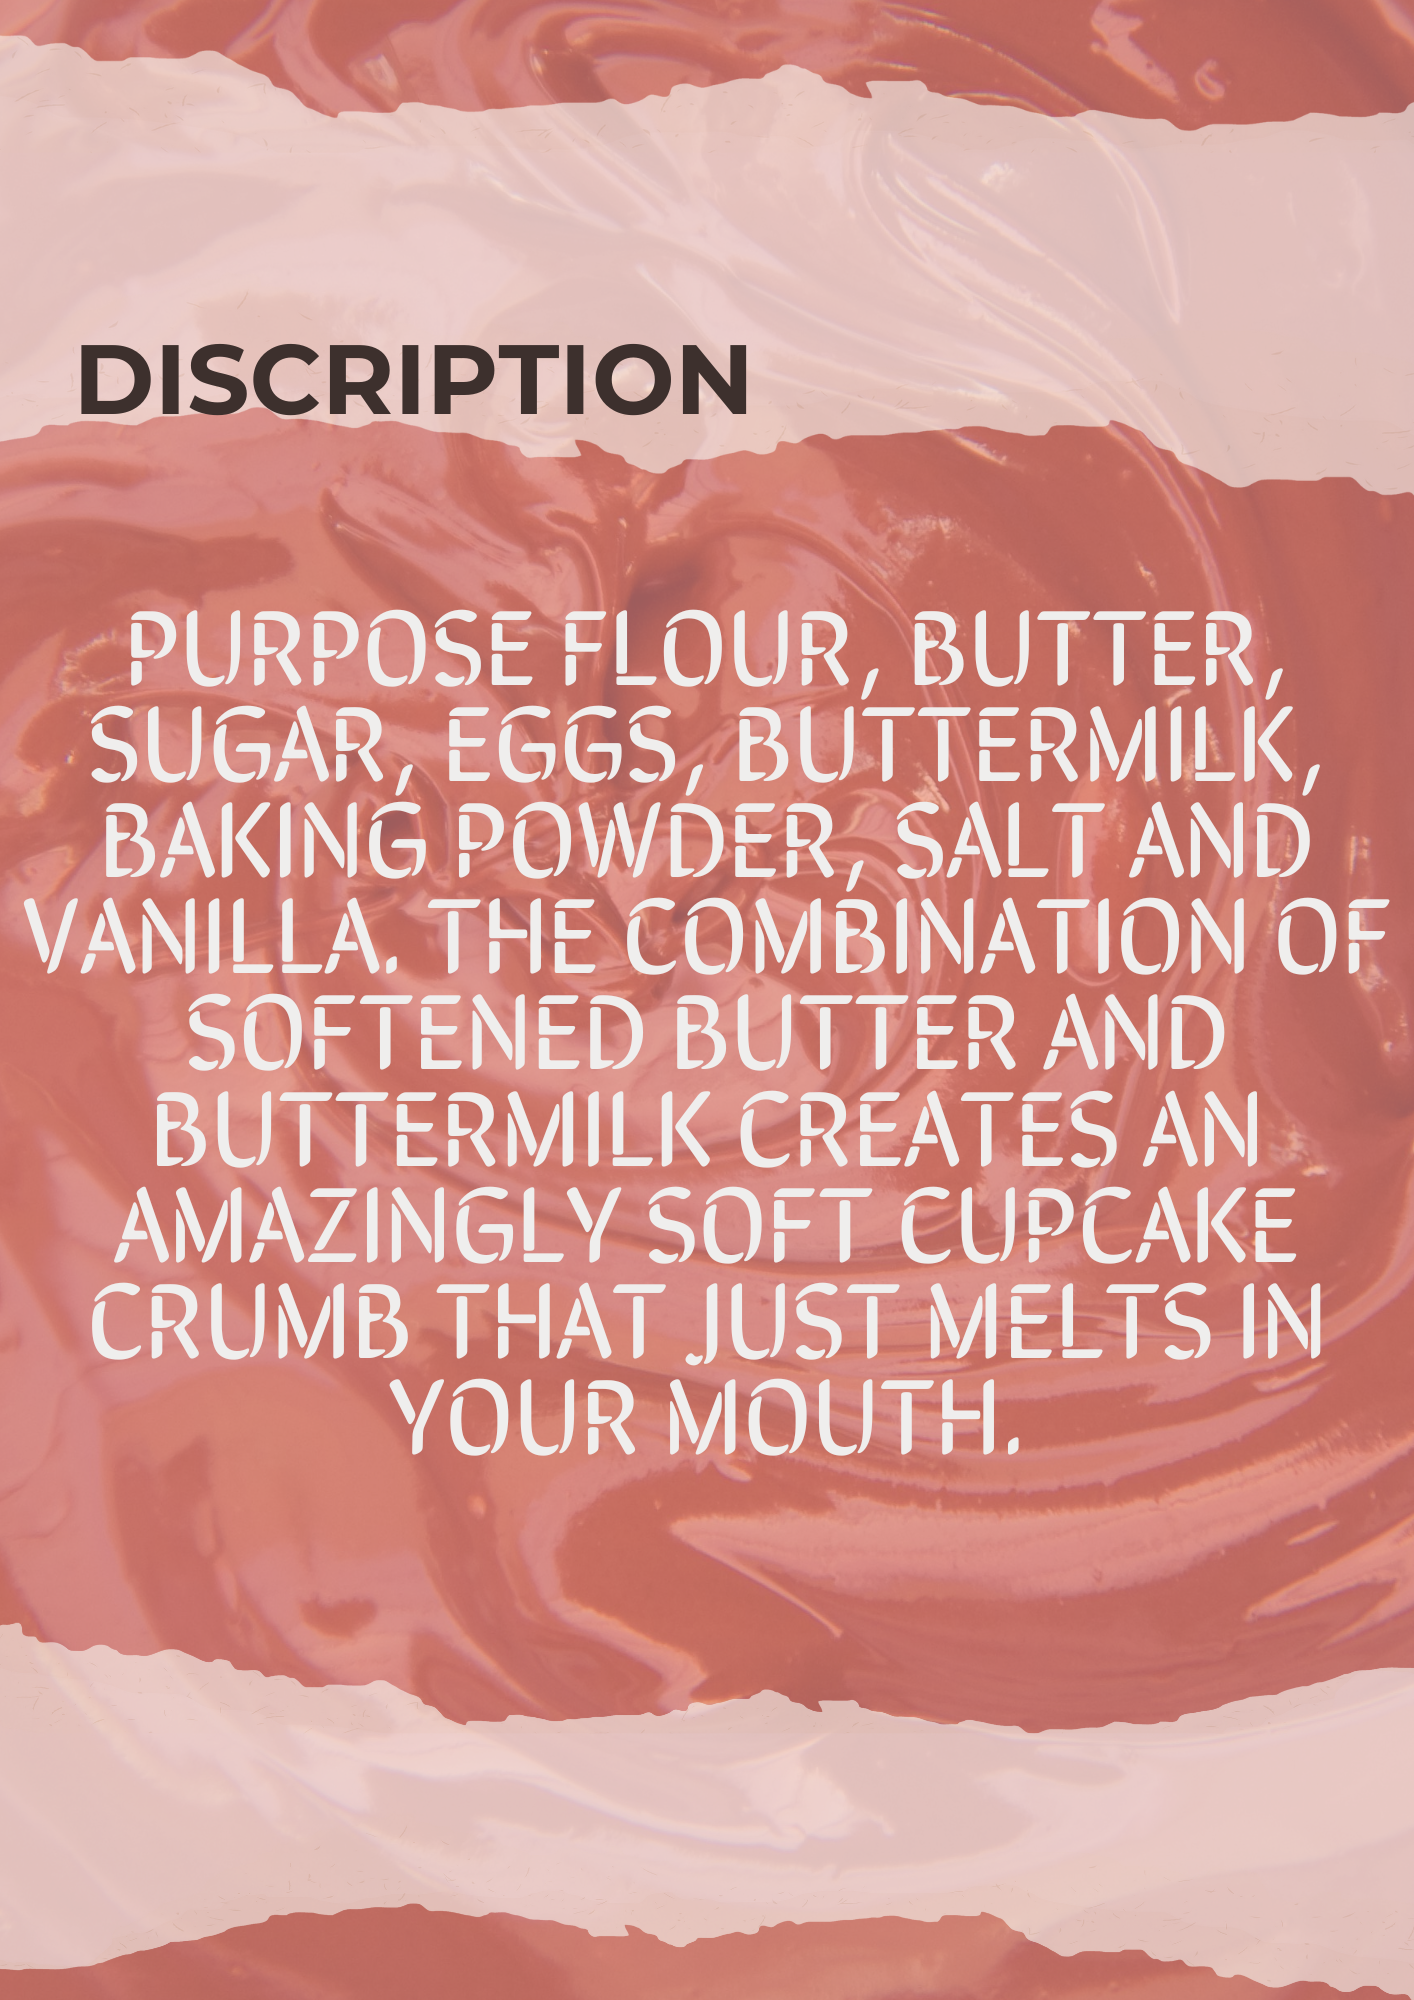 DISCRIPTION
PURPOSE FLOUR, BUTTER,
SUGAR, EGGS, BUTTERMILK,
BAKING POWDER, SALT AND
VANILLA. THE COMBINATION OF
SOFTENED BUTTER AND
BUTTERMILK CREATES AN
AMAZINGLY SOFT CUPCAKE
CRUMB THAT JUST MELTS IN
YOUR MOUTH.